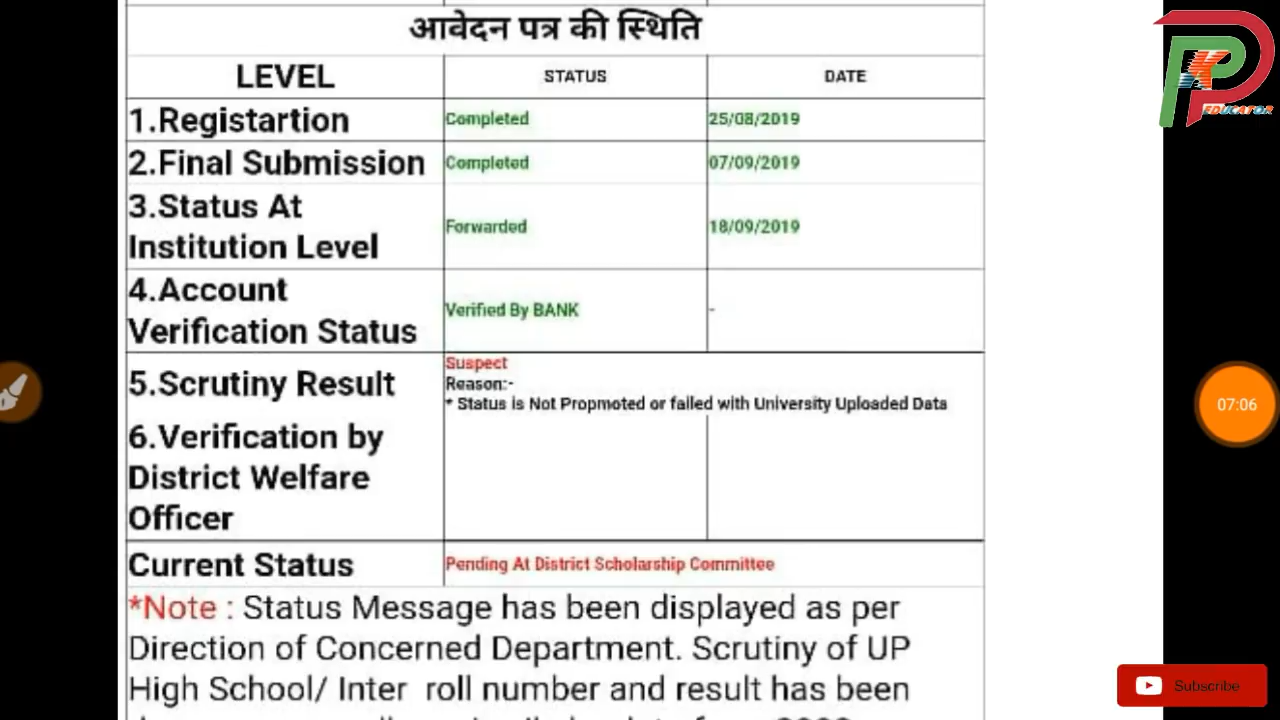 आवेदन पत्र की स्थिति
LEVEL STATUS DATE
1.Registartion Completed 25/08/2019
2.Final Submission Completed 07/09/2019
3.Status At
Institution Level Forwarded 18/09/2019
4.Account
Verification Status Verified By BANK -
5.Scrutiny Result Suspect
Reason:-
* Status is Not Propmoted or failed with University Uploaded Data
6.Verification by
District Welfare
Officer
Current Status Pending At District Scholarship Committee
*Note : Status Message has been displayed as per
Direction of Concerned Department. Scrutiny of UP
High School/ Inter roll number and result has been
EDUCATOR
07:06
Subscribe